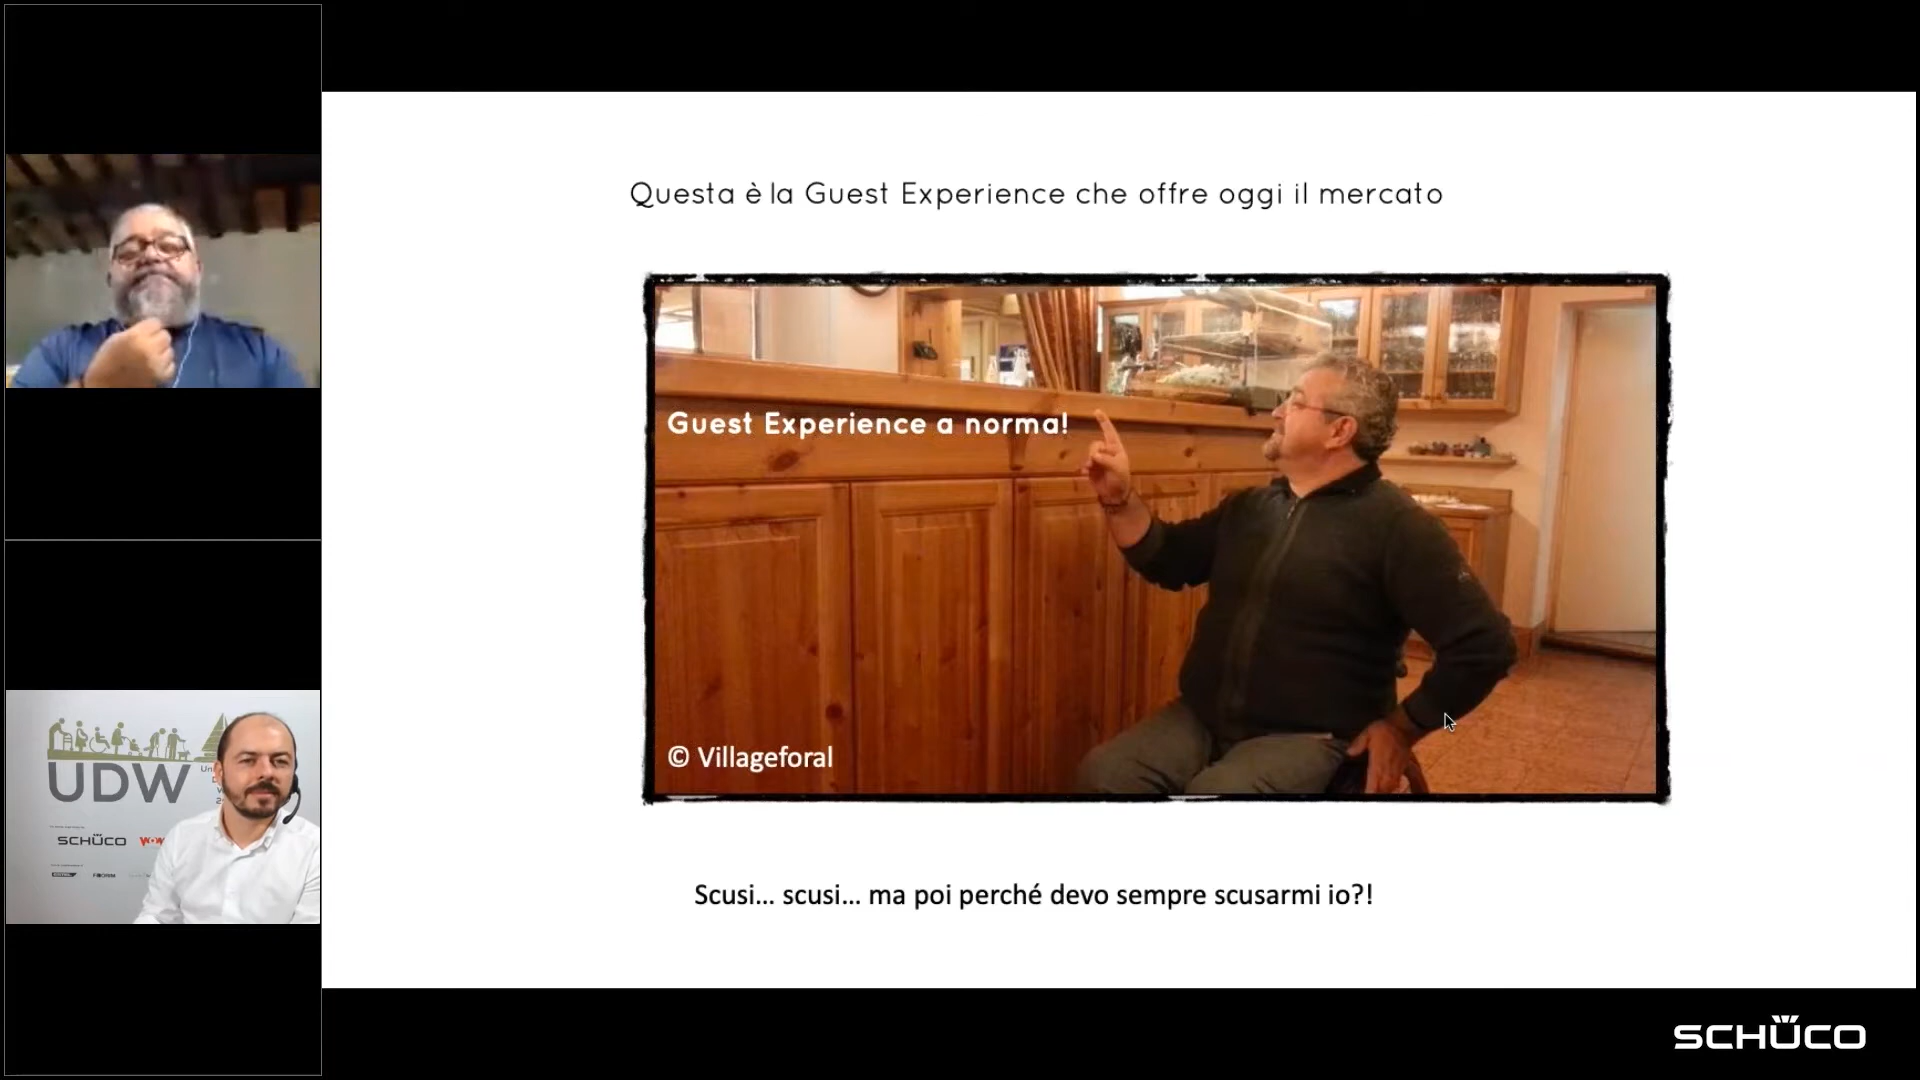 Questa è la Guest Experience che offre oggi il mercato
Guest Experience a norma!
© Villageforal
Scusi... scusi... ma poi perché devo sempre scusarmi io?!
UDW
SCHÜCO
SCHÜCO